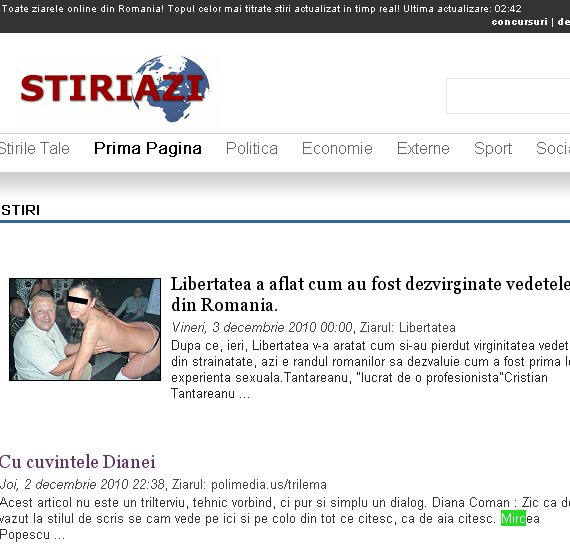 Toate ziarele online din Romania! Topul celor mai titrate stiri actualizat in timp real! Ultima actualizare: 02:42
concursuri | de
STIRIAZI
Stirile Tale Prima Pagina Politica Economie Externe Sport Socia
STIRI
Libertatea a aflat cum au fost dezvirginate vedetele
din Romania.
Vineri, 3 decembrie 2010 00:00, Ziarul: Libertatea
Dupa ce, ieri, Libertatea v-a aratat cum si-au pierdut virginitatea vedet
din strainatate, azi e randul romanilor sa dezvaluie cum a fost prima l
experienta sexuala.Tantareanu, "lucrat de o profesionista"Cristian
Tantareanu ...
Cu cuvintele Dianei
Joi, 2 decembrie 2010 22:38, Ziarul: polimedia.us/trilema
Acest articol nu este un trilterviu, tehnic vorbind, ci pur si simplu un dialog. Diana Coman : Zic ca de
vazut la stilul de scris se cam vede pe ici si pe colo din tot ce citesc, ca de aia citesc. Mircea
Popescu ...